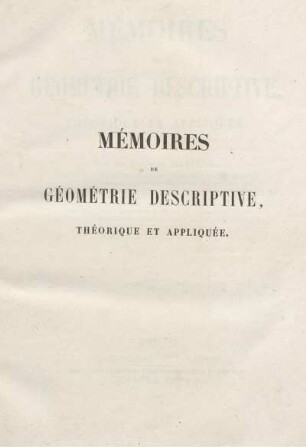 MÉMOIRES
DE
GÉOMÉTRIE DESCRIPTIVE,
THÉORIQUE ET APPLIQUÉE.